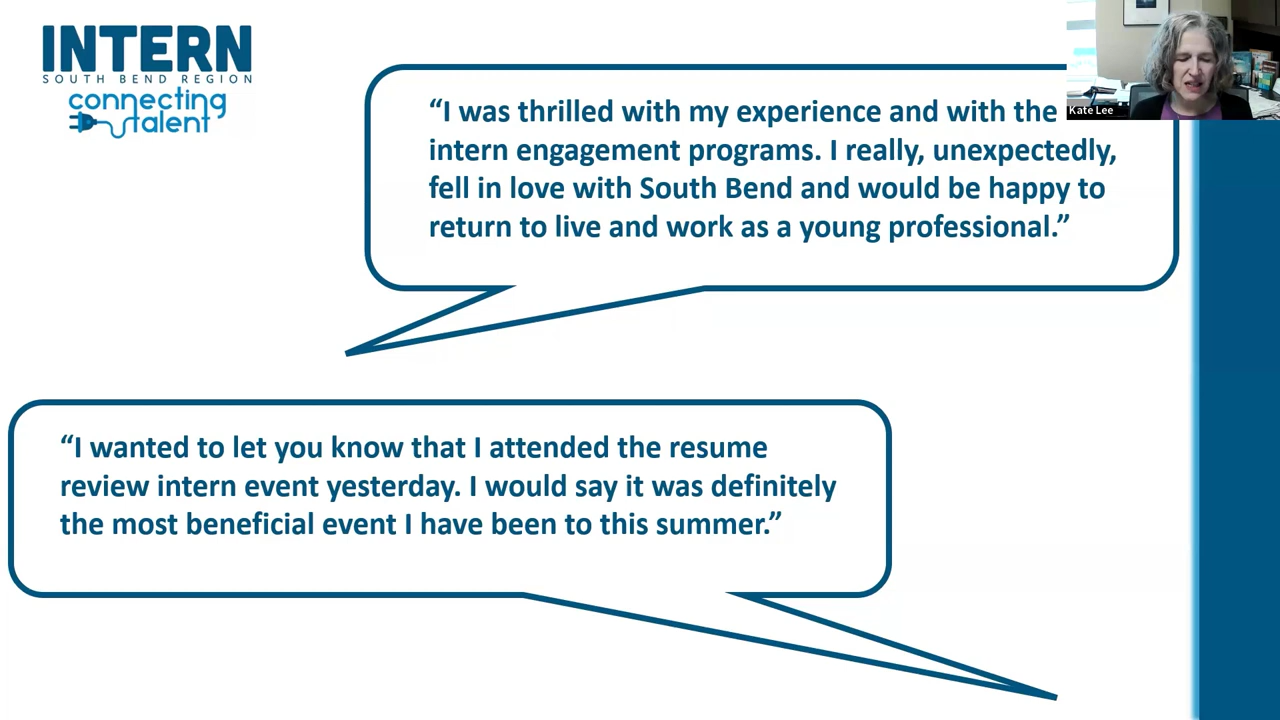 INTERN
SOUTH BEND REGION
connecting
talent
Kate Lee
“I was thrilled with my experience and with the
intern engagement programs. I really, unexpectedly,
fell in love with South Bend and would be happy to
return to live and work as a young professional.”
“I wanted to let you know that I attended the resume
review intern event yesterday. I would say it was definitely
the most beneficial event I have been to this summer.”